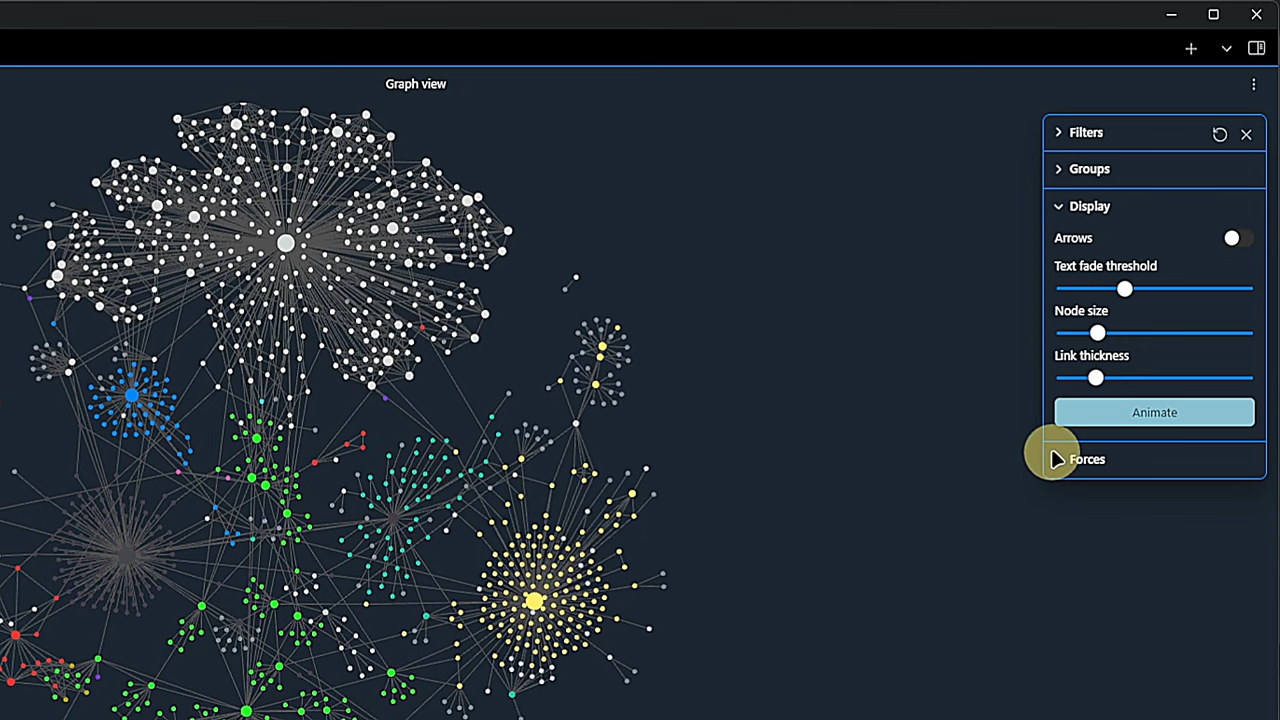 Graph view
Filters
Groups
Display
Arrows
Text fade threshold
Node size
Link thickness
Animate
Forces